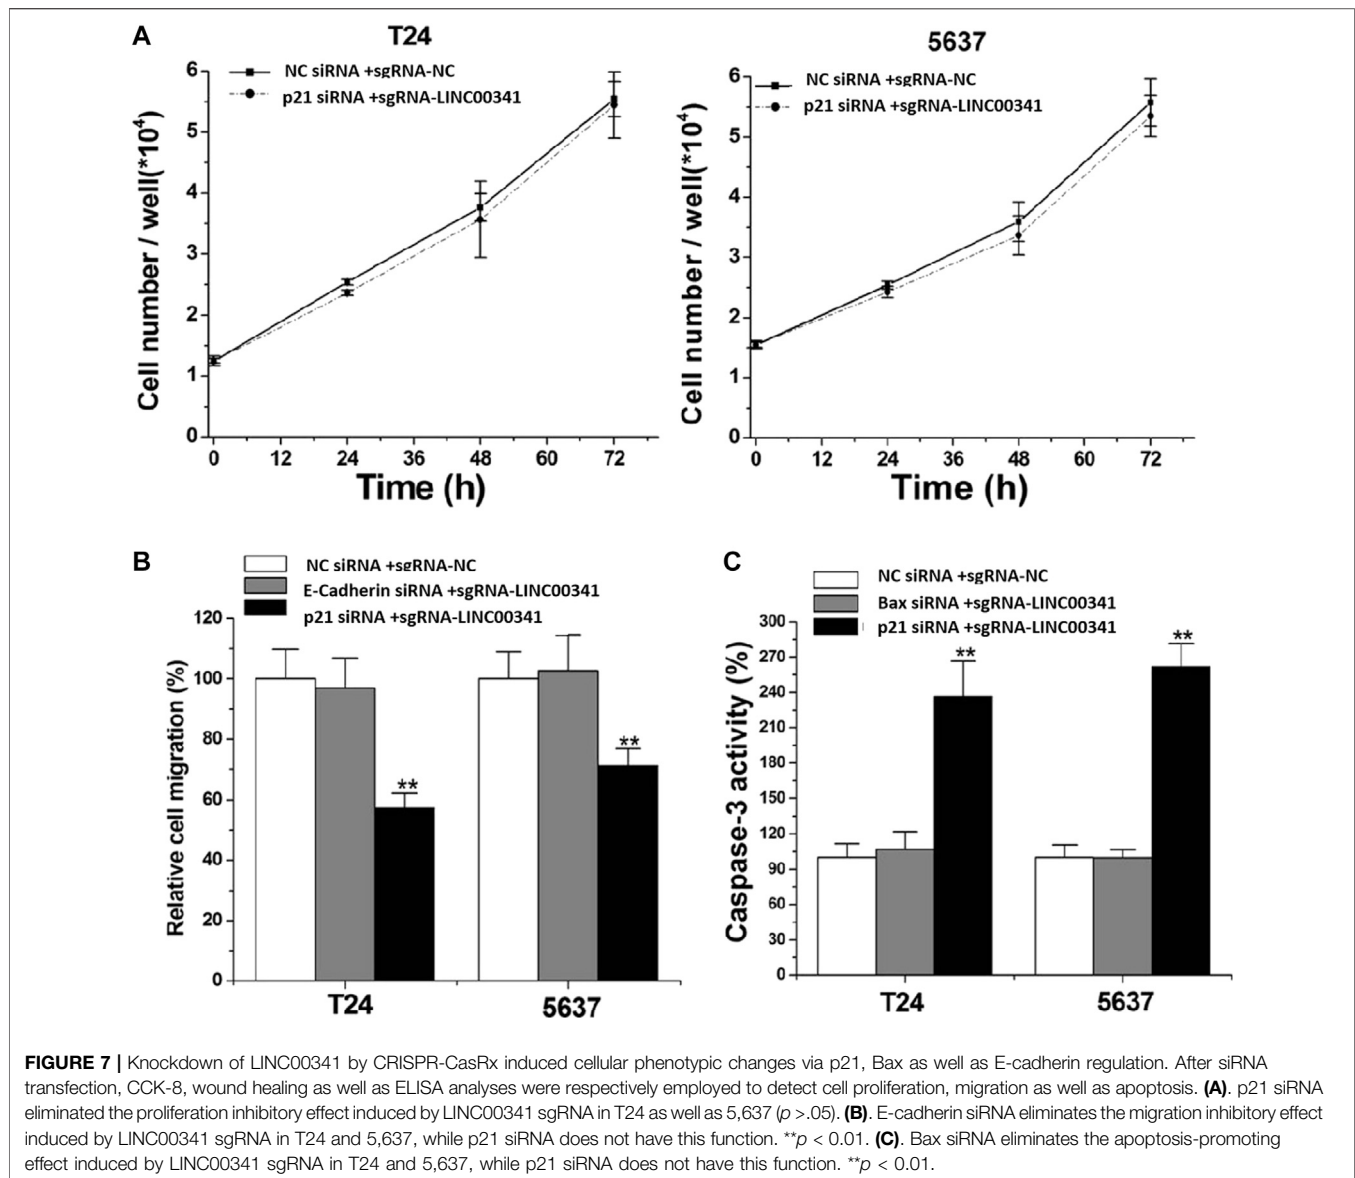 A
T24
NC siRNA +sgRNA-NC
p21 siRNA +sgRNA-LINC00341
Cell number / well(*10⁴)
6
5
4
3
2
1
0
0 12 24 36 48 60 72
Time (h)
5637
NC siRNA +sgRNA-NC
p21 siRNA +sgRNA-LINC00341
Cell number / well(*10⁴)
6
5
4
3
2
1
0
0 12 24 36 48 60 72
Time (h)
B
NC siRNA +sgRNA-NC
E-Cadherin siRNA +sgRNA-LINC00341
p21 siRNA +sgRNA-LINC00341
Relative cell migration (%)
120
100
80
60
40
20
0
**
**
T24 5637
C
NC siRNA +sgRNA-NC
Bax siRNA +sgRNA-LINC00341
p21 siRNA +sgRNA-LINC00341
Caspase-3 activity (%)
300
270
240
210
180
150
120
90
60
30
0
**
**
T24 5637
FIGURE 7 | Knockdown of LINC00341 by CRISPR-CasRx induced cellular phenotypic changes via p21, Bax as well as E-cadherin regulation. After siRNA
transfection, CCK-8, wound healing as well as ELISA analyses were respectively employed to detect cell proliferation, migration as well as apoptosis. (A). p21 siRNA
eliminated the proliferation inhibitory effect induced by LINC00341 sgRNA in T24 as well as 5,637 (p >.05). (B). E-cadherin siRNA eliminates the migration inhibitory effect
induced by LINC00341 sgRNA in T24 and 5,637, while p21 siRNA does not have this function. **p < 0.01. (C). Bax siRNA eliminates the apoptosis-promoting
effect induced by LINC00341 sgRNA in T24 and 5,637, while p21 siRNA does not have this function. **p < 0.01.